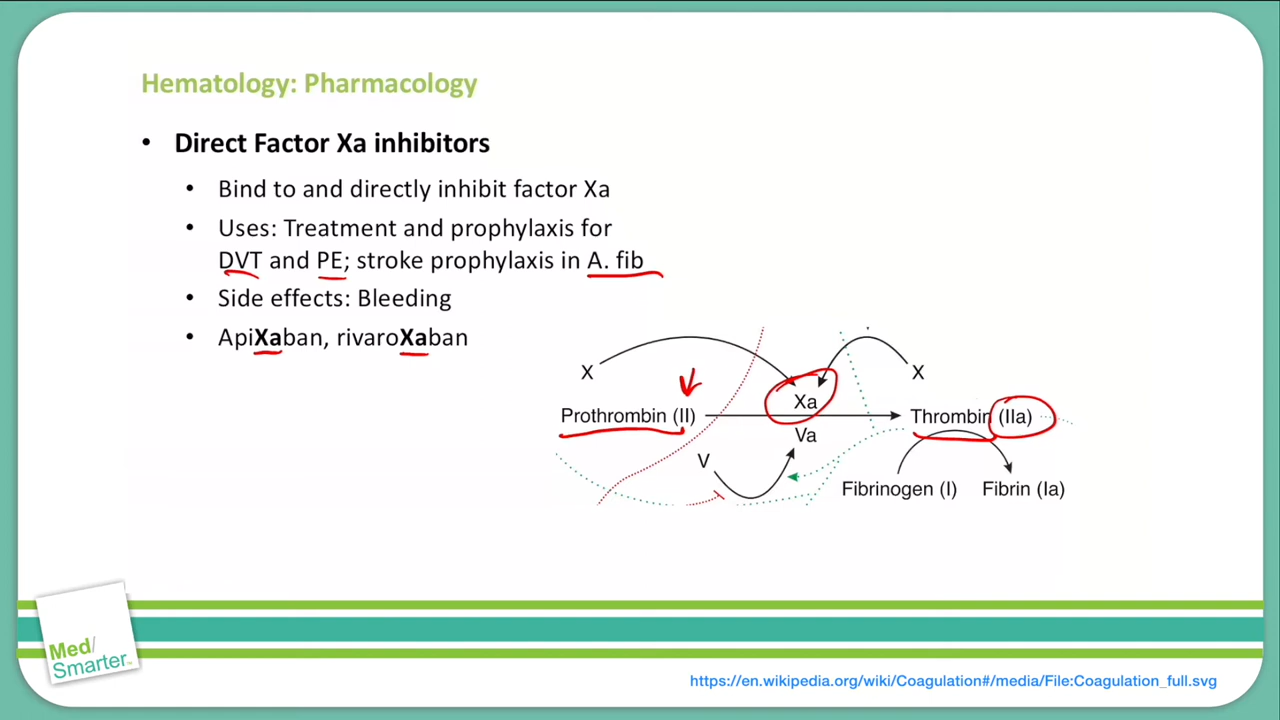 Hematology: Pharmacology
• Direct Factor Xa inhibitors
• Bind to and directly inhibit factor Xa
• Uses: Treatment and prophylaxis for
DVT and PE; stroke prophylaxis in A. fib
• Side effects: Bleeding
• ApiXaban, rivaroXaban
X
X
Xa
Prothrombin (II)
Thrombin (IIa)
Va
V
Fibrinogen (I)
Fibrin (Ia)
Med/
Smarter™
https://en.wikipedia.org/wiki/Coagulation#/media/File:Coagulation_full.svg